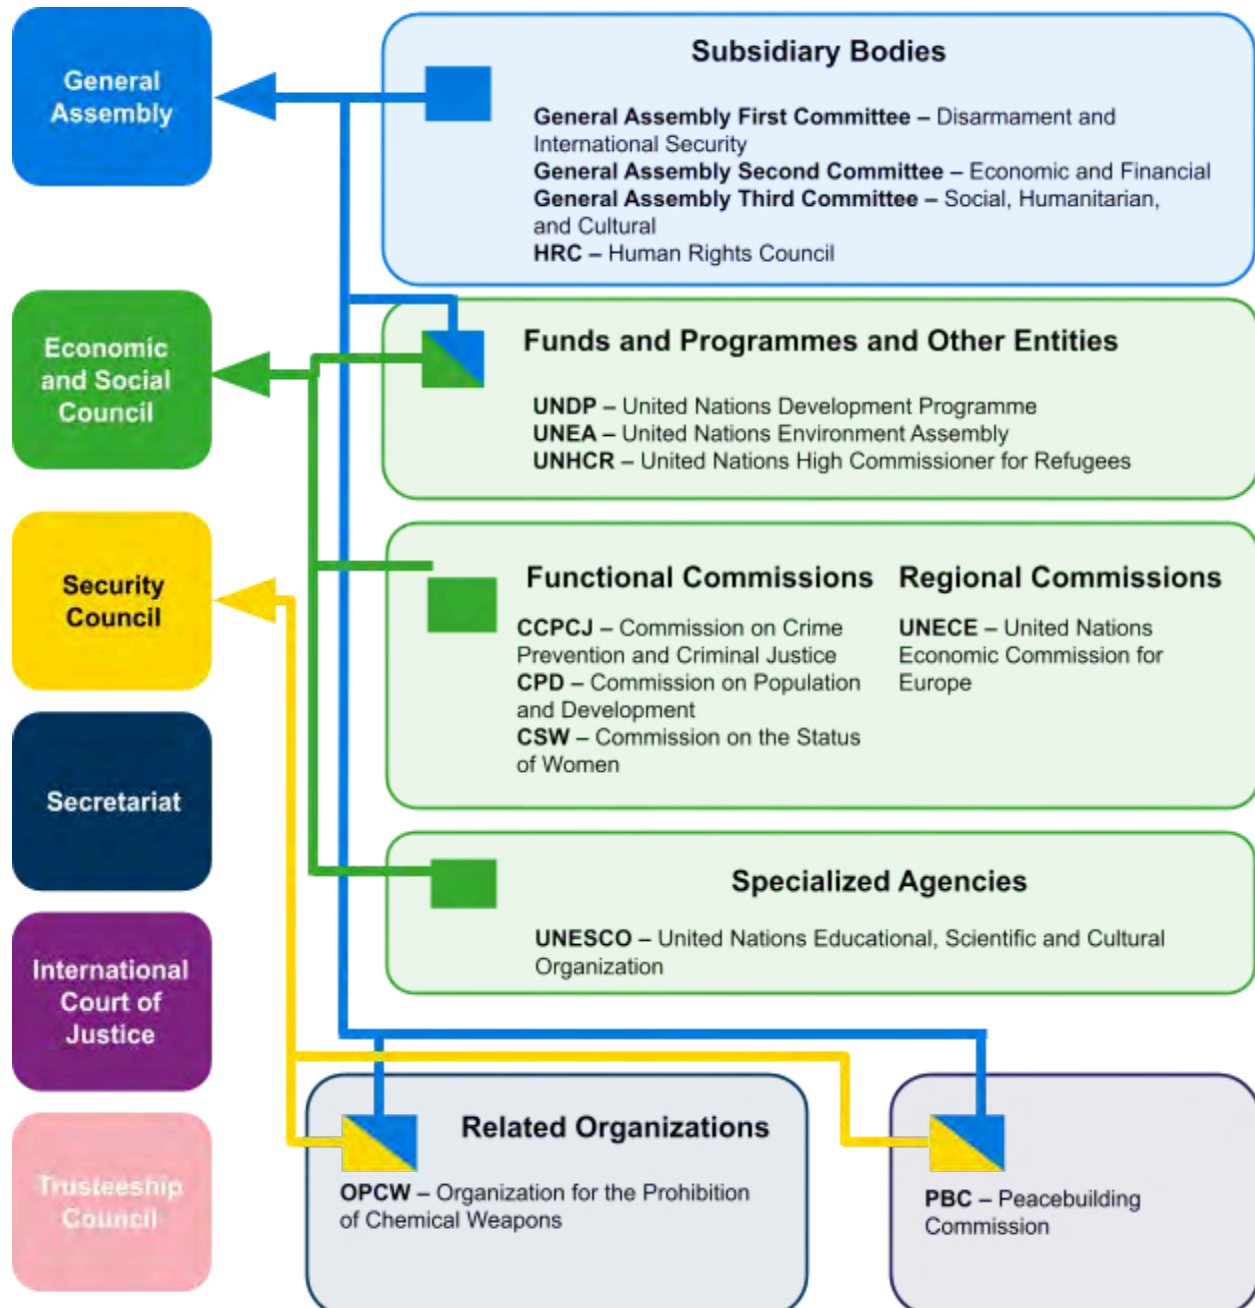 General
Assembly
Subsidiary Bodies
General Assembly First Committee – Disarmament and
International Security
General Assembly Second Committee – Economic and Financial
General Assembly Third Committee – Social, Humanitarian,
and Cultural
HRC – Human Rights Council
Economic
and Social
Council
Funds and Programmes and Other Entities
UNDP – United Nations Development Programme
UNEA – United Nations Environment Assembly
UNHCR – United Nations High Commissioner for Refugees
Security
Council
Functional Commissions
CCPCJ – Commission on Crime
Prevention and Criminal Justice
CPD – Commission on Population
and Development
CSW – Commission on the Status
of Women
Regional Commissions
UNECE – United Nations
Economic Commission for
Europe
Secretariat
Specialized Agencies
UNESCO – United Nations Educational, Scientific and Cultural
Organization
International
Court of
Justice
Trusteeship
Council
Related Organizations
OPCW – Organization for the Prohibition
of Chemical Weapons
PBC – Peacebuilding
Commission